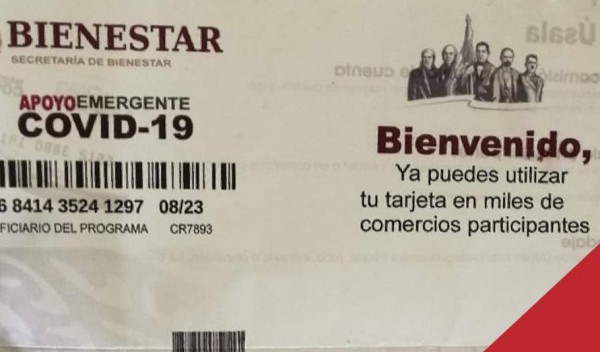 BIENESTAR
SECRETARÍA DE BIENESTAR
APOYOEMERGENTE
COVID-19
6 8414 3524 1297 08/23
FICIARIO DEL PROGRAMA CR7893
Bienvenido,
Ya puedes utilizar
tu tarjeta en miles de
comercios participantes